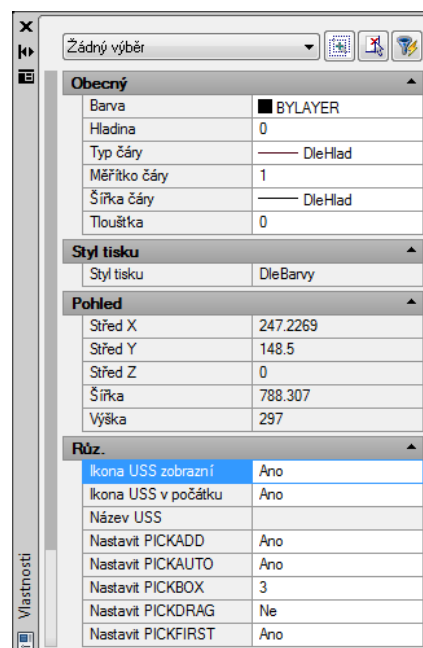 Žádný výběr
Obecný
Barva BYLAYER
Hladina 0
Typ čáry DleHlad
Měřítko čáry 1
Šířka čáry DleHlad
Tloušťka 0
Styl tisku
Styl tisku DleBarvy
Pohled
Střed X 247.2269
Střed Y 148.5
Střed Z 0
Šířka 788.307
Výška 297
Růz.
Ikona USS zobrazní Ano
Ikona USS v počátku Ano
Název USS
Nastavit PICKADD Ano
Nastavit PICKAUTO Ano
Nastavit PICKBOX 3
Nastavit PICKDRAG Ne
Nastavit PICKFIRST Ano
Vlastnosti